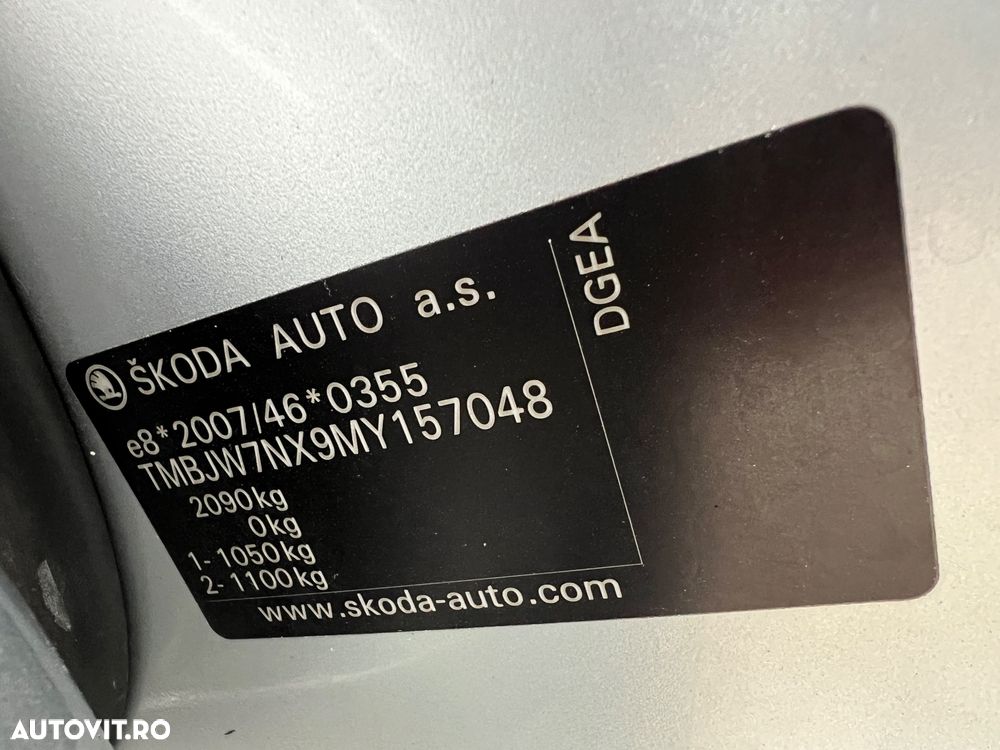 ŠKODA AUTO a.s.
e8*2007/46*0355
TMBJW7NX9MY157048
2090kg
0kg
1-1050kg
2-1100kg
www.skoda-auto.com
DGEA
AUTOVIT.RO